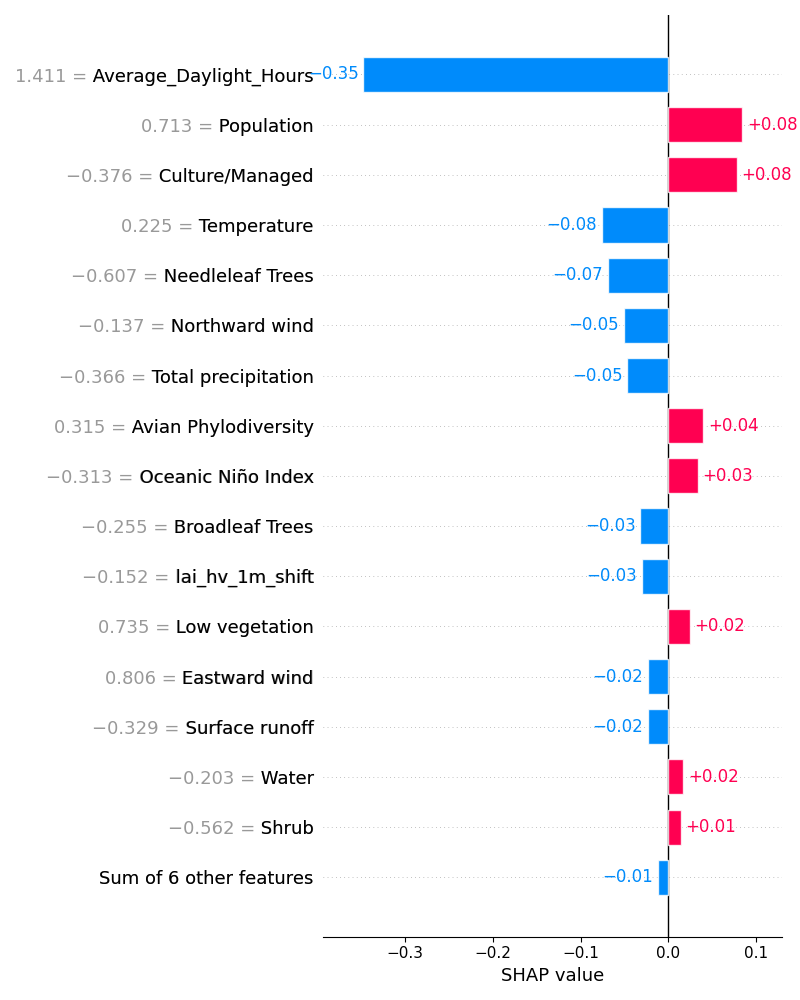 1.411 = Average_Daylight_Hours −0.35
0.713 = Population +0.08
−0.376 = Culture/Managed +0.08
0.225 = Temperature −0.08
−0.607 = Needleleaf Trees −0.07
−0.137 = Northward wind −0.05
−0.366 = Total precipitation −0.05
0.315 = Avian Phylodiversity +0.04
−0.313 = Oceanic Niño Index +0.03
−0.255 = Broadleaf Trees −0.03
−0.152 = lai_hv_1m_shift −0.03
0.735 = Low vegetation +0.02
0.806 = Eastward wind −0.02
−0.329 = Surface runoff −0.02
−0.203 = Water +0.02
−0.562 = Shrub +0.01
Sum of 6 other features −0.01
−0.3 −0.2 −0.1 0.0 0.1
SHAP value